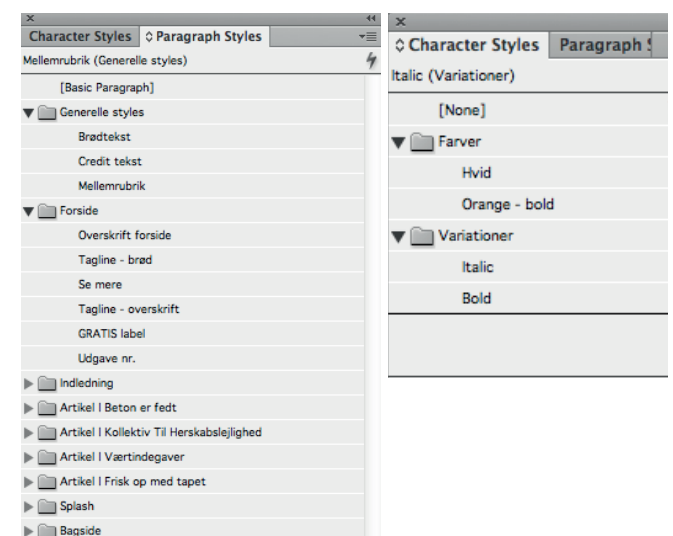 Character Styles Paragraph Styles
Mellemrubrik (Generelle styles)
[Basic Paragraph]
Generelle styles
Brødtekst
Credit tekst
Mellemrubrik
Forside
Overskrift forside
Tagline - brød
Se mere
Tagline - overskrift
GRATIS label
Udgave nr.
Indledning
Artikel | Beton er fedt
Artikel | Kollektiv Til Herskabslejlighed
Artikel | Værtindegaver
Artikel | Frisk op med tapet
Splash
Bagside
Character Styles Paragraph S
Italic (Variationer)
[None]
Farver
Hvid
Orange - bold
Variationer
Italic
Bold